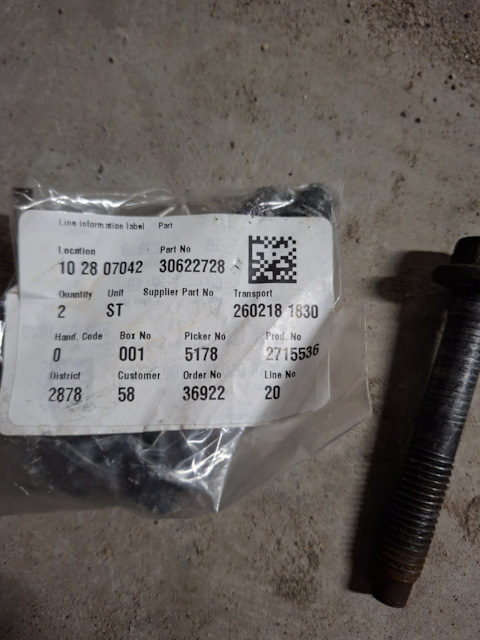 Line information label Part
Location Part No
10 28 07042 30622728
Quantity Unit Supplier Part No Transport
2 ST 260218 1830
Hand. Code Box No Picker No Prod. No
0 001 5178 2715536
District Customer Order No Line No
2878 58 36922 20